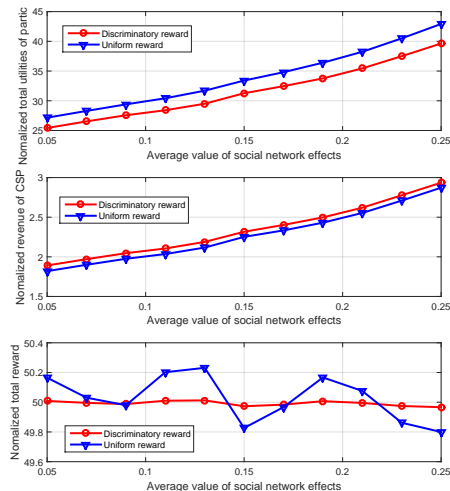 Nomalized total utilities of partic
45
40
35
30
25
Discriminatory reward
Uniform reward
0.05 0.1 0.15 0.2 0.25
Average value of social network effects
Nomalized revenue of CSP
3
2.5
2
1.5
Discriminatory reward
Uniform reward
0.05 0.1 0.15 0.2 0.25
Average value of social network effects
Nomalized total reward
50.4
50.2
50
49.8
49.6
Discriminatory reward
Uniform reward
0.05 0.1 0.15 0.2 0.25
Average value of social network effects